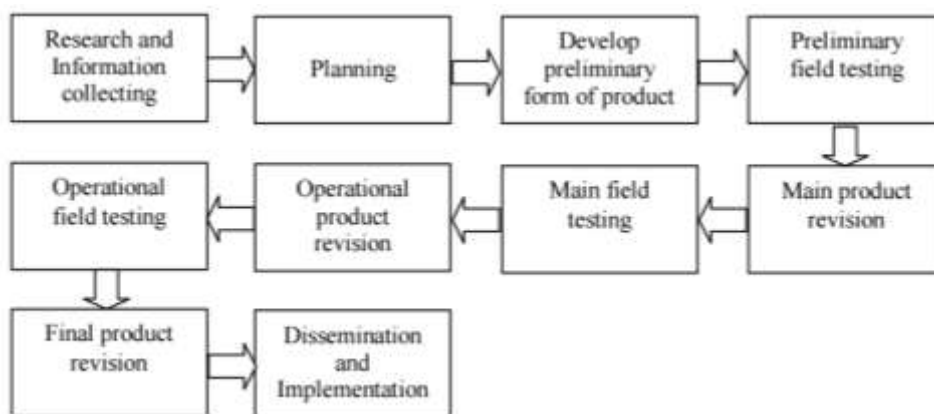 Research and
Information
collecting
Planning
Develop
preliminary
form of product
Preliminary
field testing
Main product
revision
Main field
testing
Operational
product
revision
Operational
field testing
Final product
revision
Dissemination
and
Implementation